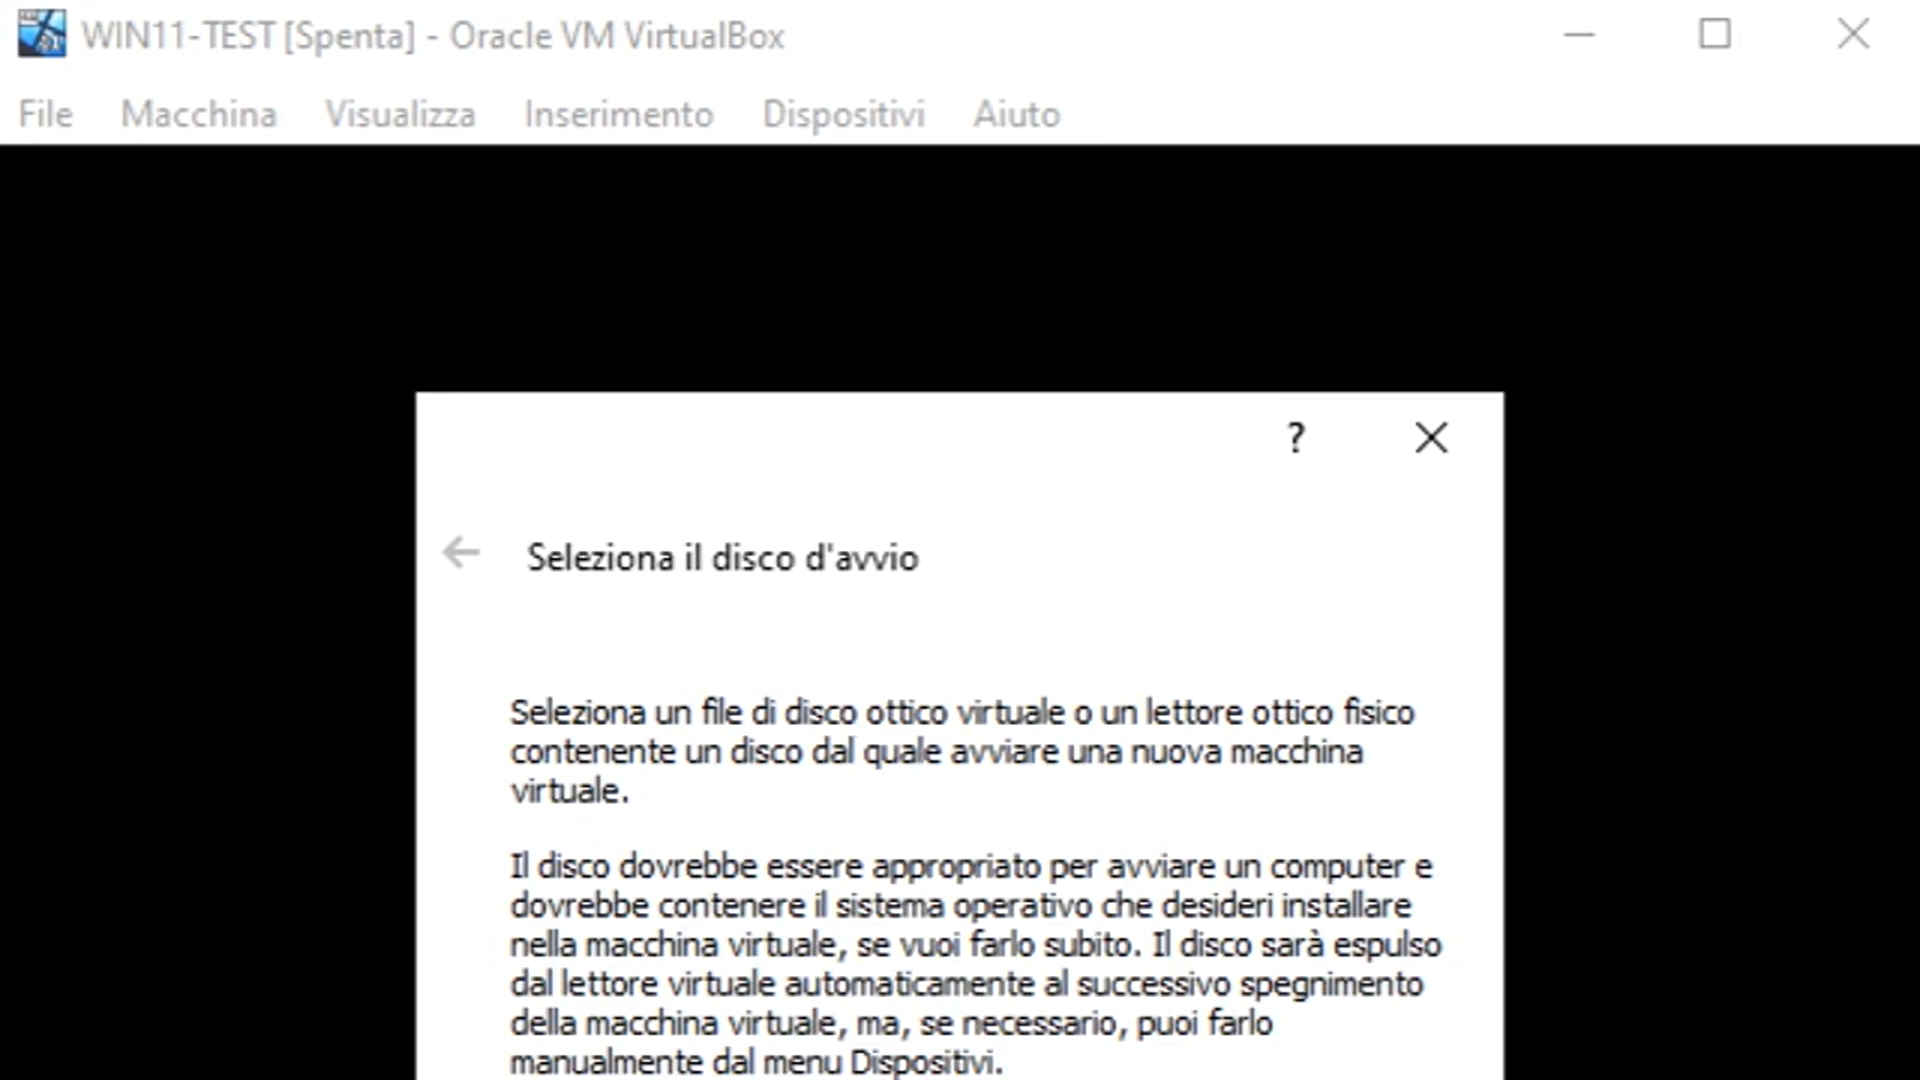 WIN11-TEST [Spenta] - Oracle VM VirtualBox
File Macchina Visualizza Inserimento Dispositivi Aiuto
?
Seleziona il disco d'avvio
Seleziona un file di disco ottico virtuale o un lettore ottico fisico
contenente un disco dal quale avviare una nuova macchina
virtuale.
Il disco dovrebbe essere appropriato per avviare un computer e
dovrebbe contenere il sistema operativo che desideri installare
nella macchina virtuale, se vuoi farlo subito. Il disco sarà espulso
dal lettore virtuale automaticamente al successivo spegnimento
della macchina virtuale, ma, se necessario, puoi farlo
manualmente dal menu Dispositivi.